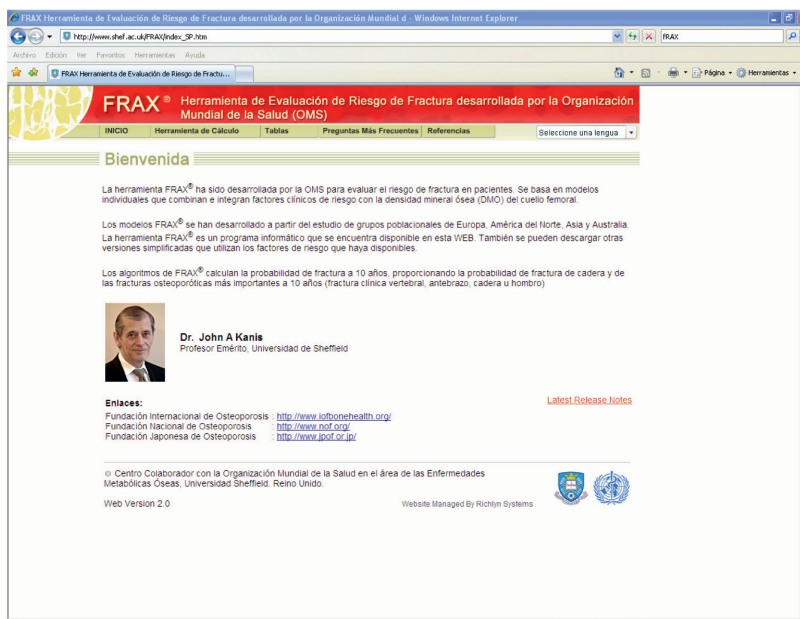 FRAX Herramienta de Evaluación de Riesgo de Fractura desarrollada por la Organización Mundial d - Windows Internet Explorer
http://www.shef.ac.uk/FRAX/index_SP.htm
fRAX
Archivo Edición Ver Favoritos Herramientas Ayuda
FRAX Herramienta de Evaluación de Riesgo de Fractu...
Página
Herramientas
FRAX ® Herramienta de Evaluación de Riesgo de Fractura desarrollada por la Organización
Mundial de la Salud (OMS)
INICIO Herramienta de Cálculo Tablas Preguntas Más Frecuentes Referencias Seleccione una lengua
Bienvenida
La herramienta FRAX® ha sido desarrollada por la OMS para evaluar el riesgo de fractura en pacientes. Se basa en modelos
individuales que combinan e integran factores clínicos de riesgo con la densidad mineral ósea (DMO) del cuello femoral.
Los modelos FRAX® se han desarrollado a partir del estudio de grupos poblacionales de Europa, América del Norte, Asia y Australia.
La herramienta FRAX® es un programa informático que se encuentra disponible en esta WEB. También se pueden descargar otras
versiones simplificadas que utilizan los factores de riesgo que haya disponibles.
Los algoritmos de FRAX® calculan la probabilidad de fractura a 10 años, proporcionando la probabilidad de fractura de cadera y de
las fracturas osteoporóticas más importantes a 10 años (fractura clínica vertebral, antebrazo, cadera u hombro)
Dr. John A Kanis
Profesor Emérito, Universidad de Sheffield
Enlaces:
Latest Release Notes
Fundación Internacional de Osteoporosis : http://www.iofbonehealth.org/
Fundación Nacional de Osteoporosis : http://www.nof.org/
Fundación Japonesa de Osteoporosis : http://www.jpof.or.jp/
Centro Colaborador con la Organización Mundial de la Salud en el área de las Enfermedades
Metabólicas Óseas, Universidad Sheffield. Reino Unido.
Web Version 2.0
Website Managed By Richlyn Systems